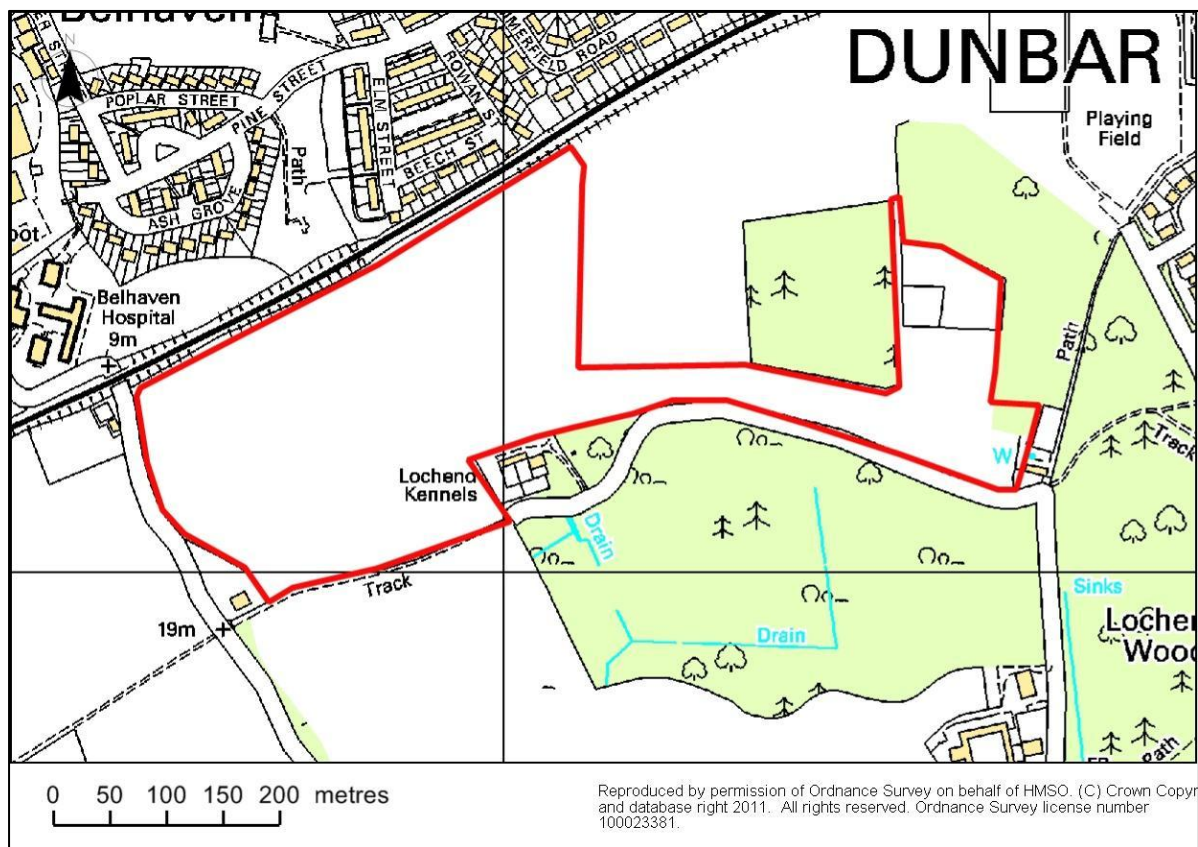 Belhaven
DUNBAR
N
POPLAR STREET
PINE STREET
ELM STREET
ROWAN S
MERFIELD ROAD
BEECH ST
ASH GROVE
Path
Playing
Field
Belhaven
Hospital
9m
Path
Track
W
Lochend
Kennels
Drain
Track
19m
Drain
Sinks
Lochen
Wood
Path
0 50 100 150 200 metres
Reproduced by permission of Ordnance Survey on behalf of HMSO. (C) Crown Copyr
and database right 2011. All rights reserved. Ordnance Survey license number
100023381.